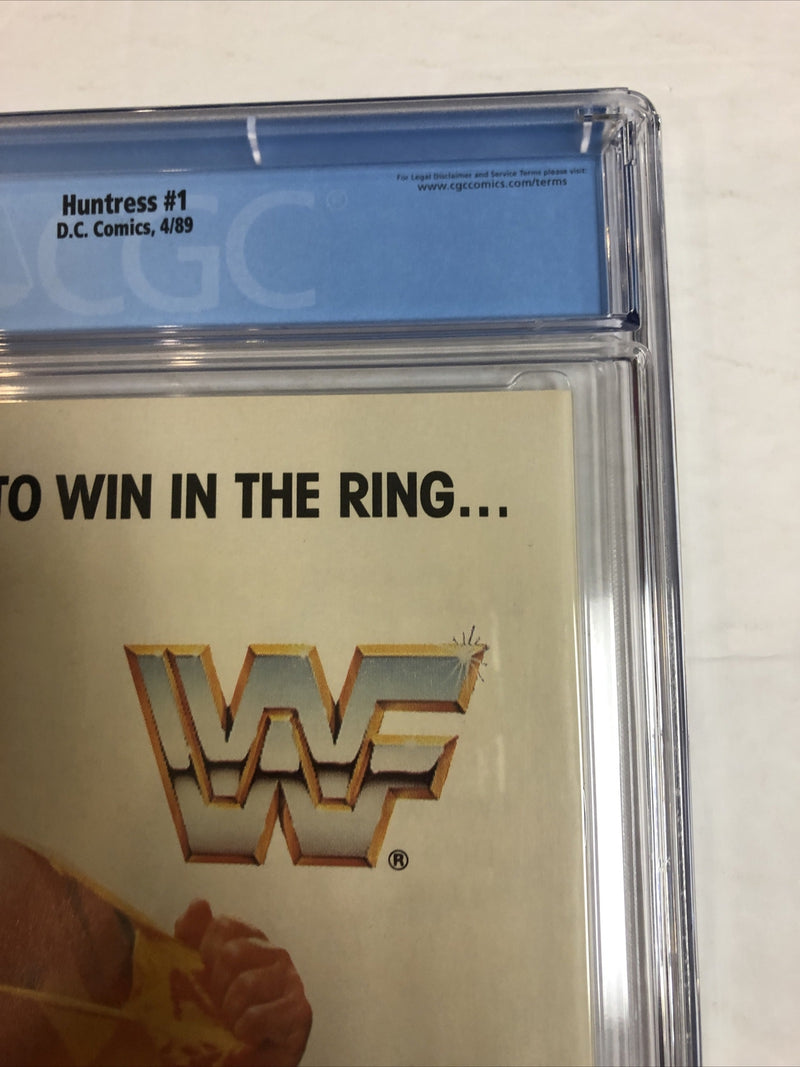 Huntress #1
D.C. Comics, 4/89
For Legal Disclaimer and Service Terms please visit:
www.cgccomics.com/terms
CGC®
TO WIN IN THE RING...
WWF®